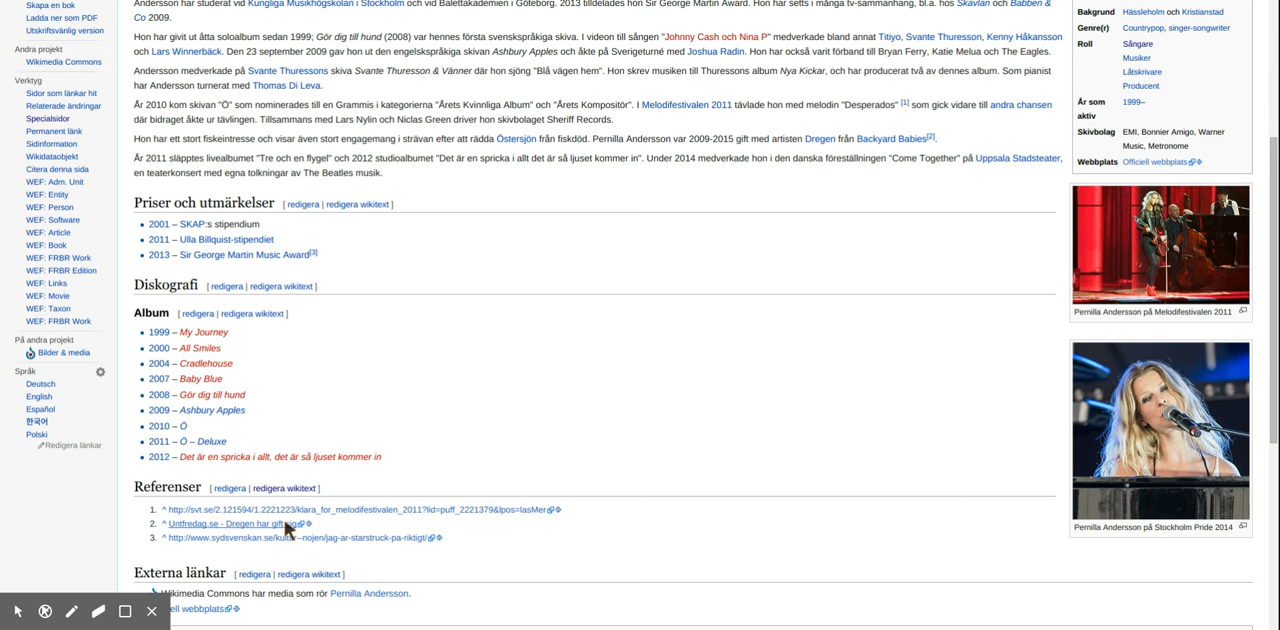 Skapa en bok
Ladda ner som PDF
Utskriftsvänlig version
Andra projekt
Wikimedia Commons
Verktyg
Sidor som länkar hit
Relaterade ändringar
Specialsidor
Permanent länk
Sidinformation
Wikidataobjekt
Citera denna sida
WEF: Adm. Unit
WEF: Entity
WEF: Person
WEF: Software
WEF: Article
WEF: Book
WEF: FRBR Work
WEF: FRBR Edition
WEF: Links
WEF: Movie
WEF: Taxon
WEF: FRBR Work
På andra projekt
Bilder & media
Språk
Deutsch
English
Español
한국어
Polski
Redigera länkar
Andersson har studerat vid Kungliga Musikhögskolan i Stockholm och vid Balettakademien i Göteborg. 2013 tilldelades hon Sir George Martin Award. Hon har setts i många tv-sammanhang, bl.a. hos Skavlan och Babben &
Co 2009.
Hon har givit ut åtta soloalbum sedan 1999; Gör dig till hund (2008) var hennes första svenskspråkiga skiva. I videon till sången "Johnny Cash och Nina P" medverkade bland annat Titiyo, Svante Thuresson, Kenny Håkansson
och Lars Winnerbäck. Den 23 september 2009 gav hon ut den engelskspråkiga skivan Ashbury Apples och åkte på Sverigeturné med Joshua Radin. Hon har också varit förband till Bryan Ferry, Katie Melua och The Eagles.
Andersson medverkade på Svante Thuressons skiva Svante Thuresson & Vänner där hon sjöng "Blå vägen hem". Hon skrev musiken till Thuressons album Nya Kickar, och har producerat två av dennes album. Som pianist
har Andersson turnerat med Thomas Di Leva.
År 2010 kom skivan "Ö" som nominerades till en Grammis i kategorierna "Årets Kvinnliga Album" och "Årets Kompositör". I Melodifestivalen 2011 tävlade hon med melodin "Desperados" [1] som gick vidare till andra chansen
där bidraget åkte ur tävlingen. Tillsammans med Lars Nylin och Niclas Green driver hon skivbolaget Sheriff Records.
Hon har ett stort fiskeintresse och visar även stort engagemang i strävan efter att rädda Östersjön från fiskdöd. Pernilla Andersson var 2009-2015 gift med artisten Dregen från Backyard Babies[2].
År 2011 släpptes livealbumet "Tre och en flygel" och 2012 studioalbumet "Det är en spricka i allt det är så ljuset kommer in". Under 2014 medverkade hon i den danska föreställningen "Come Together" på Uppsala Stadsteater,
en teaterkonsert med egna tolkningar av The Beatles musik.
Priser och utmärkelser [ redigera | redigera wikitext ]
2001 – SKAP:s stipendium
2011 – Ulla Billquist-stipendiet
2013 – Sir George Martin Music Award[3]
Diskografi [ redigera | redigera wikitext ]
Album [ redigera | redigera wikitext ]
1999 – My Journey
2000 – All Smiles
2004 – Cradlehouse
2007 – Baby Blue
2008 – Gör dig till hund
2009 – Ashbury Apples
2010 – Ö
2011 – Ö – Deluxe
2012 – Det är en spricka i allt, det är så ljuset kommer in
Referenser [ redigera | redigera wikitext ]
1. ^ http://svt.se/2.121594/1.2221223/klara_for_melodifestivalen_2011?lid=puff_2221379&lpos=lasMer
2. ^ Untfredag.se - Dregen har gift
3. ^ http://www.sydsvenskan.se/kultur--nojen/jag-ar-starstruck-pa-riktigt/
Externa länkar [ redigera | redigera wikitext ]
Wikimedia Commons har media som rör Pernilla Andersson.
ell webbplats
Bakgrund Hässleholm och Kristianstad
Genre(r) Countrypop, singer-songwriter
Roll Sångare
Musiker
Låtskrivare
Producent
År som 1999–
aktiv
Skivbolag EMI, Bonnier Amigo, Warner
Music, Metronome
Webbplats Officiell webbplats
Pernilla Andersson på Melodifestivalen 2011
Pernilla Andersson på Stockholm Pride 2014